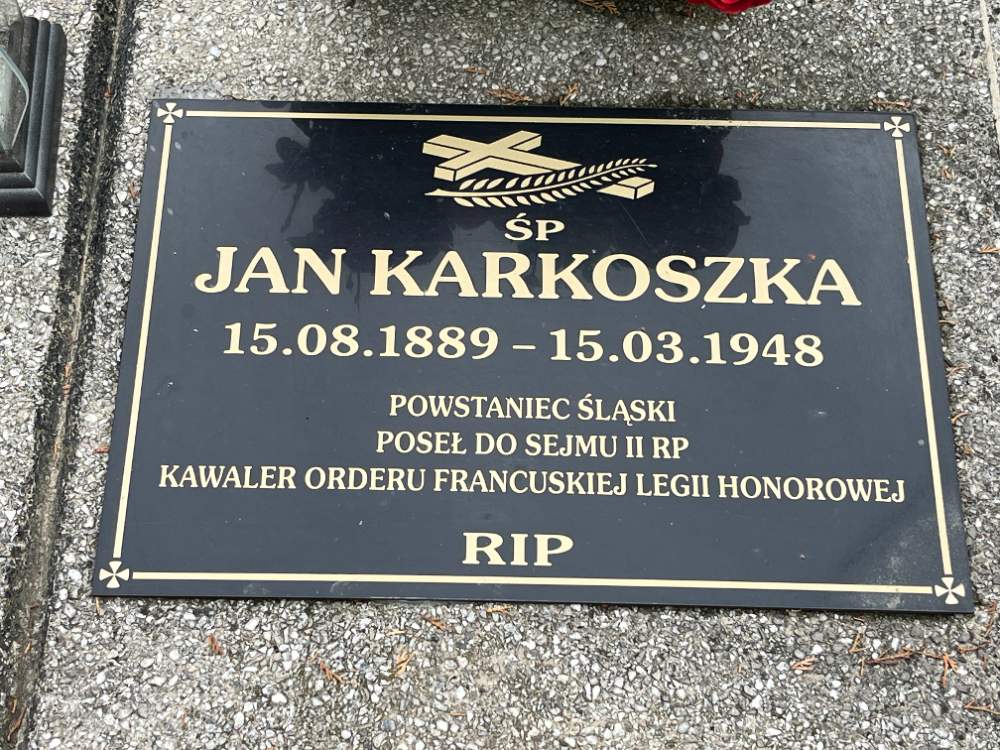 ŚP
JAN KARKOSZKA
15.08.1889 – 15.03.1948
POWSTANIEC ŚLĄSKI
POSEŁ DO SEJMU II RP
KAWALER ORDERU FRANCUSKIEJ LEGII HONOROWEJ
RIP